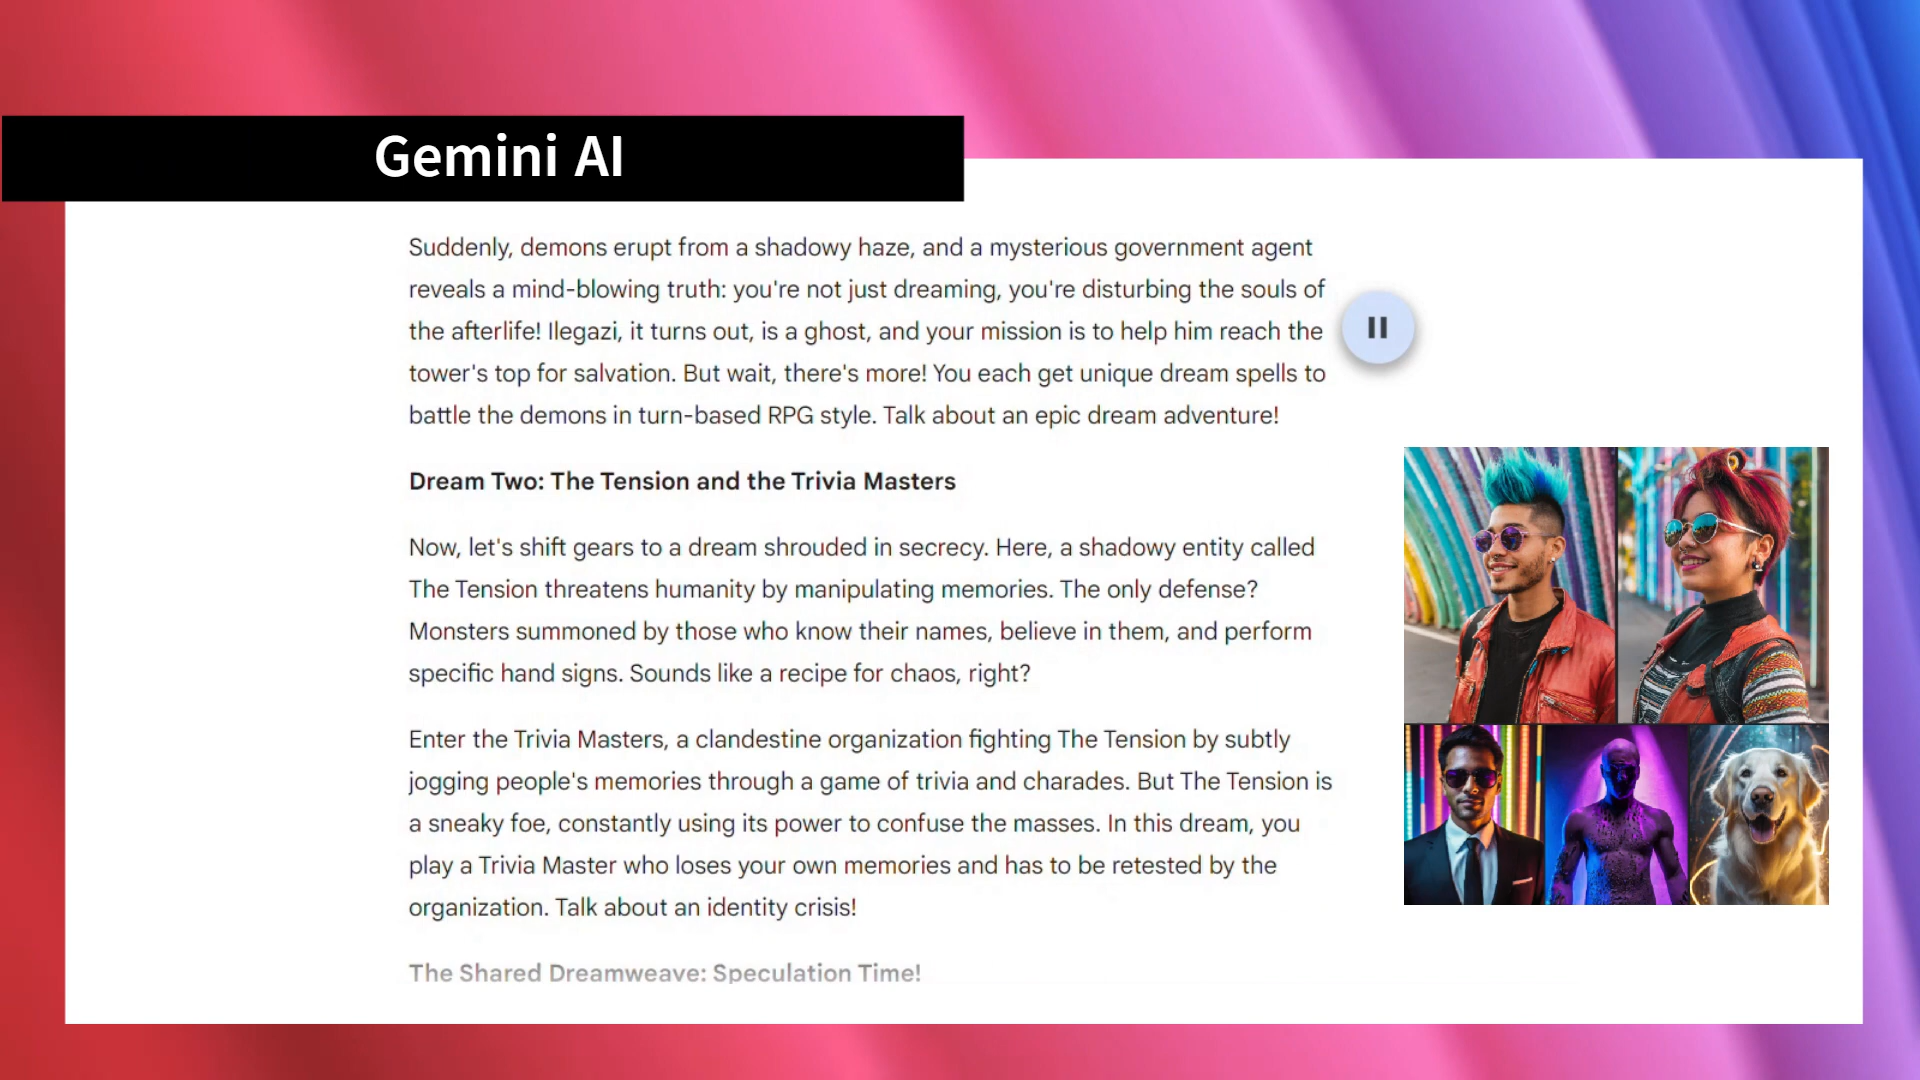 Gemini AI
Suddenly, demons erupt from a shadowy haze, and a mysterious government agent
reveals a mind-blowing truth: you're not just dreaming, you're disturbing the souls of
the afterlife! Ilegazi, it turns out, is a ghost, and your mission is to help him reach the
tower's top for salvation. But wait, there's more! You each get unique dream spells to
battle the demons in turn-based RPG style. Talk about an epic dream adventure!
Dream Two: The Tension and the Trivia Masters
Now, let's shift gears to a dream shrouded in secrecy. Here, a shadowy entity called
The Tension threatens humanity by manipulating memories. The only defense?
Monsters summoned by those who know their names, believe in them, and perform
specific hand signs. Sounds like a recipe for chaos, right?
Enter the Trivia Masters, a clandestine organization fighting The Tension by subtly
jogging people's memories through a game of trivia and charades. But The Tension is
a sneaky foe, constantly using its power to confuse the masses. In this dream, you
play a Trivia Master who loses your own memories and has to be retested by the
organization. Talk about an identity crisis!
The Shared Dreamweave: Speculation Time!